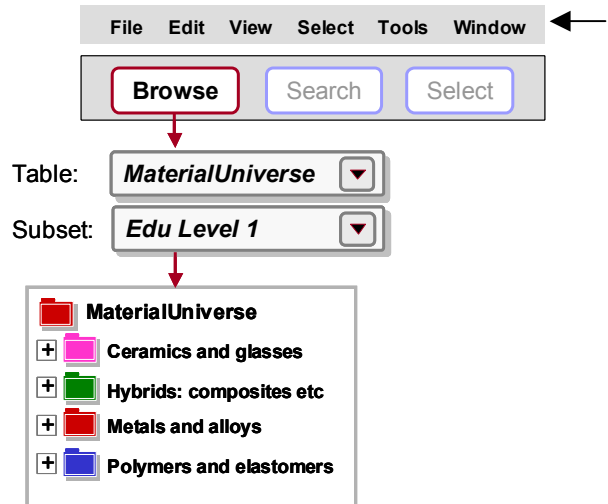 File Edit View Select Tools Window
Browse Search Select
Table: MaterialUniverse
Subset: Edu Level 1
MaterialUniverse
Ceramics and glasses
Hybrids: composites etc
Metals and alloys
Polymers and elastomers